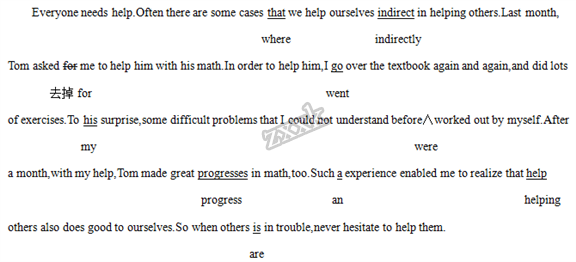 Everyone needs help.Often there are some cases that we help ourselves indirect in helping others.Last month,
where indirectly
Tom asked for me to help him with his math.In order to help him,I go over the textbook again and again,and did lots
去掉 for went
of exercises.To his surprise,some difficult problems that I could not understand before∧worked out by myself.After
my were
a month,with my help,Tom made great progresses in math,too.Such a experience enabled me to realize that help
progress an helping
others also does good to ourselves.So when others is in trouble,never hesitate to help them.
are